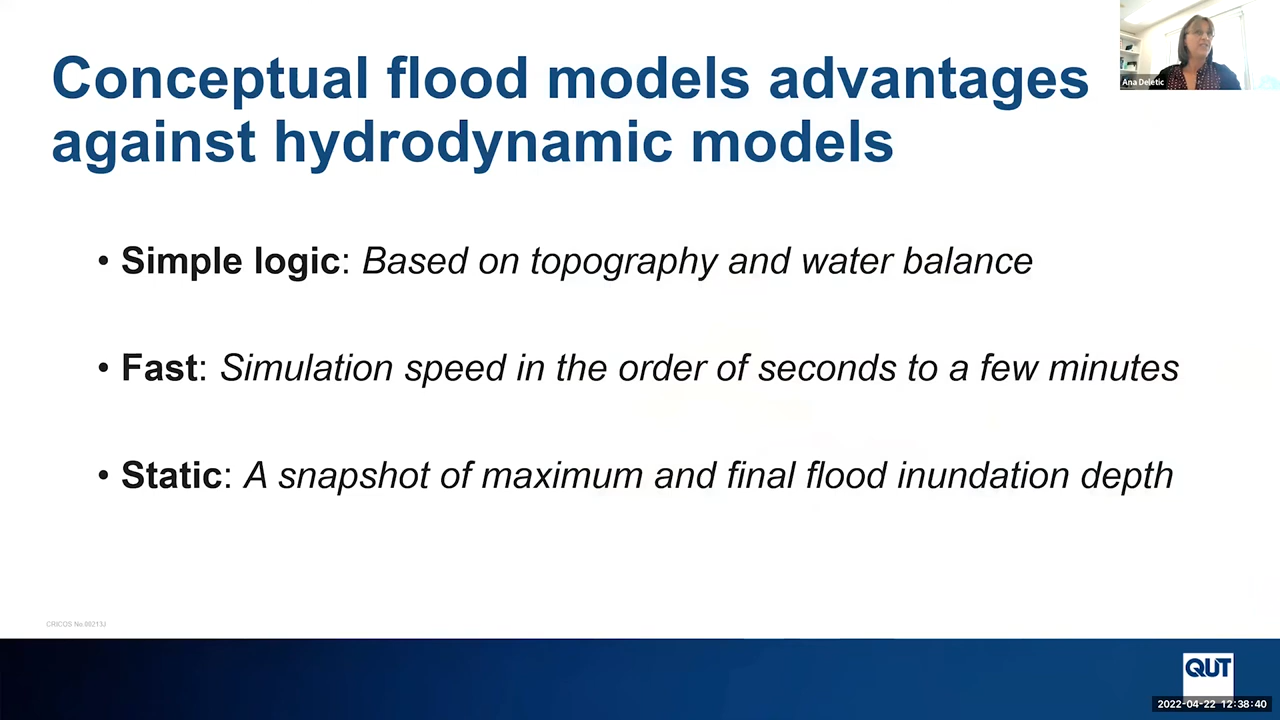 Conceptual flood models advantages
against hydrodynamic models
Ana Deletic
• Simple logic: Based on topography and water balance
• Fast: Simulation speed in the order of seconds to a few minutes
• Static: A snapshot of maximum and final flood inundation depth
CRICOS No.00213J
QUT
2022-04-22 12:38:40